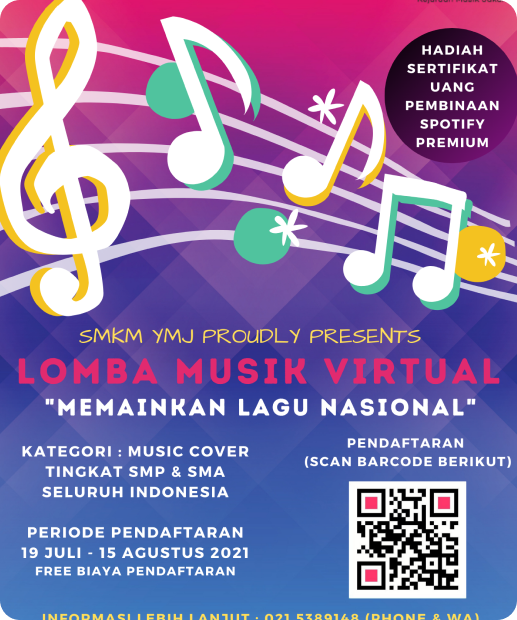 HADIAH
SERTIFIKAT
UANG
PEMBINAAN
SPOTIFY
PREMIUM
SMKM YMJ PROUDLY PRESENTS
LOMBA MUSIK VIRTUAL
"MEMAINKAN LAGU NASIONAL"
KATEGORI : MUSIC COVER
TINGKAT SMP & SMA
SELURUH INDONESIA
PERIODE PENDAFTARAN
19 JULI - 15 AGUSTUS 2021
FREE BIAYA PENDAFTARAN
PENDAFTARAN
(SCAN BARCODE BERIKUT)
INFORMASI LEBIH LANJUT : 021 5389148 (PHONE & WA)